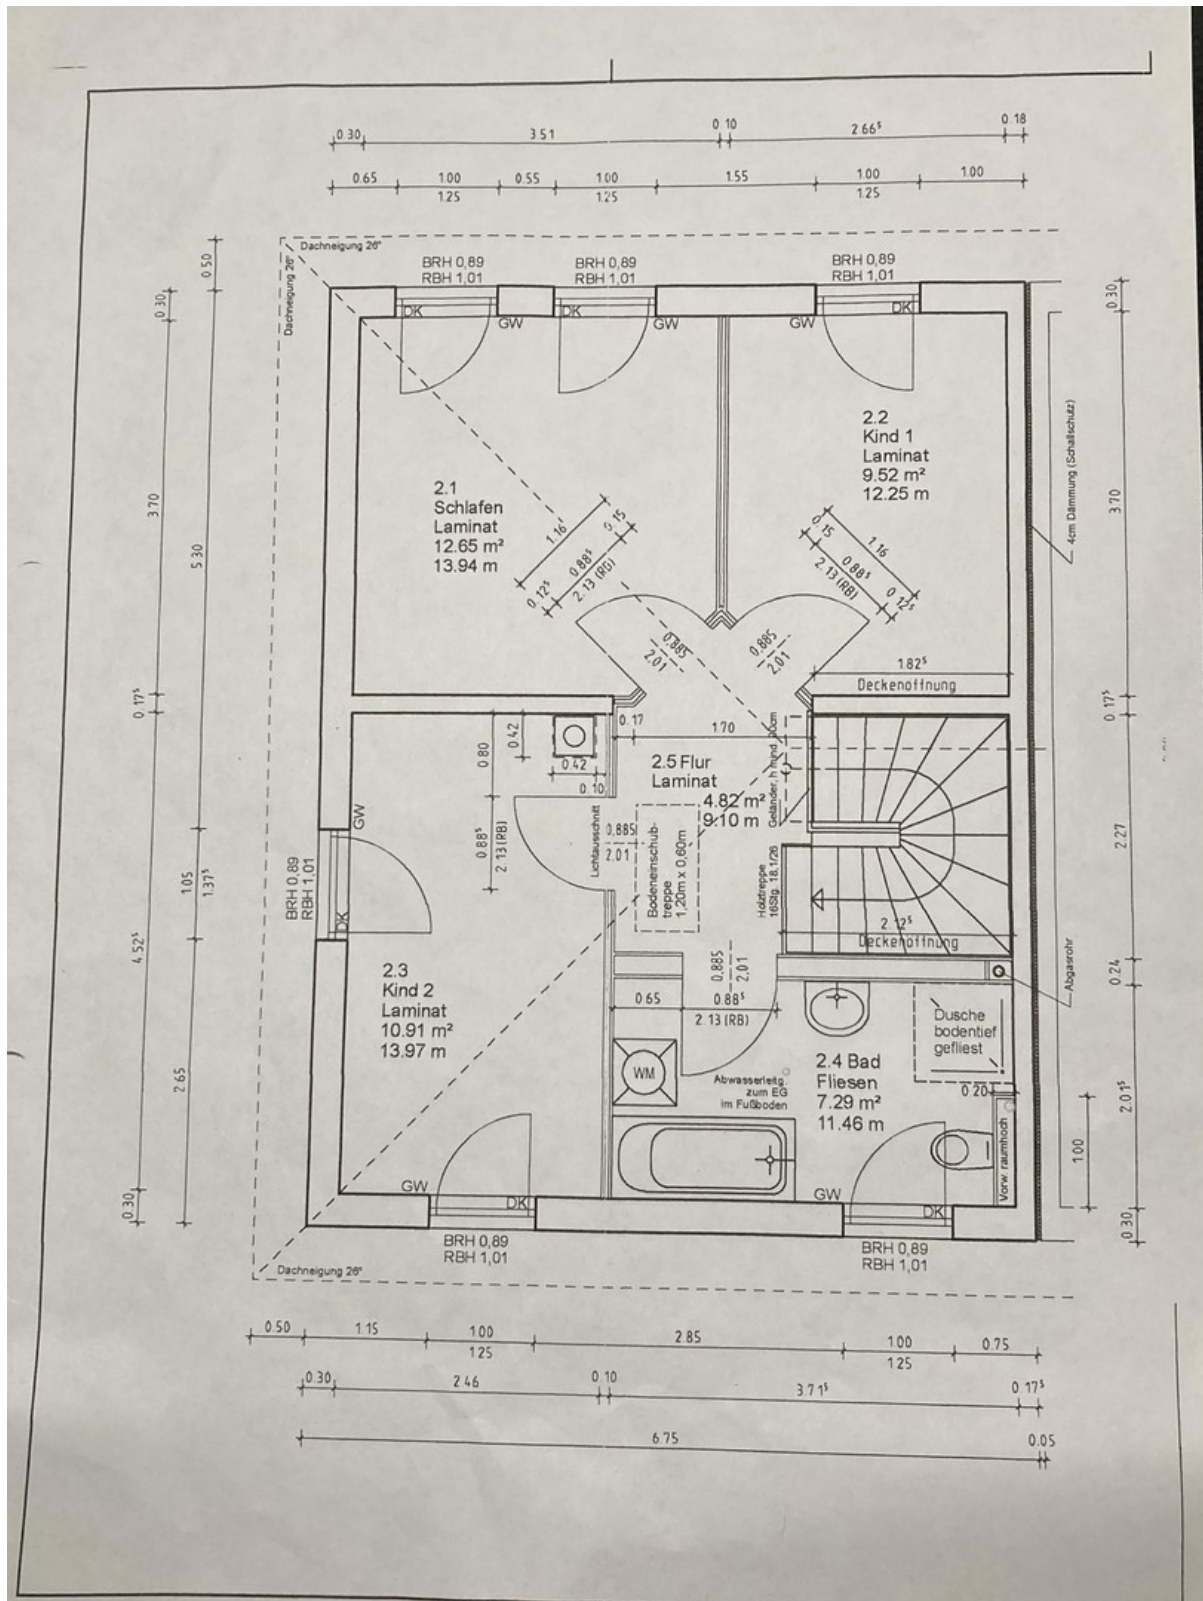 0.30 3.51 0.10 2.66⁵ 0.18
0.65 1.00 0.55 1.00 1.55 1.00 1.00
1.25 1.25 1.25
Dachneigung 26°
Dachneigung 26°
BRH 0,89
RBH 1,01
BRH 0,89
RBH 1,01
BRH 0,89
RBH 1,01
DK
GW
DK
GW
GW
DK
0.50
0.30
3.70
5.30
0.17⁵
1.05
1.37⁵
4.52⁵
2.65
0.30
0.30
3.70
0.17⁵
2.27
0.24
2.01⁵
1.00
0.30
4cm Dämmung (Schallschutz)
2.1
Schlafen
Laminat
12.65 m²
13.94 m
1.16
0.15
0.88⁵
2.13 (RB)
0.12⁵
2.2
Kind 1
Laminat
9.52 m²
12.25 m
0.15
1.16
0.88⁵
2.13 (RB)
0.12⁵
0.885
2,01
0.885
2,01
1.82⁵
Deckenöffnung
0.42
0.80
0.42
0.10
0.17
1.70
2.5 Flur
Laminat
4.82 m²
9.10 m
Geländer, h mind. 90cm
GW
BRH 0,89
RBH 1,01
DK
0.88⁵
2.13 (RB)
Lichtausschnitt
0,885
2,01
Bodeneinschub-
treppe
1,20m x 0,60m
Holztreppe
16Stg. 18,1/26
2.12⁵
Deckenöffnung
Abgasrohr
2.3
Kind 2
Laminat
10.91 m²
13.97 m
0,885
2,01
0.65 0.88⁵
2.13 (RB)
WM
Abwasserleitg.
zum EG
im Fußboden
2.4 Bad
Fliesen
7.29 m²
11.46 m
Dusche
bodentief
gefliest
0.20
Vorw. raumhoch
GW
DK
GW
DK
BRH 0,89
RBH 1,01
BRH 0,89
RBH 1,01
Dachneigung 26°
0.50 1.15 1.00 2.85 1.00 0.75
1.25 1.25
0.30 2.46 0.10 3.71⁵ 0.17⁵
6.75 0.05